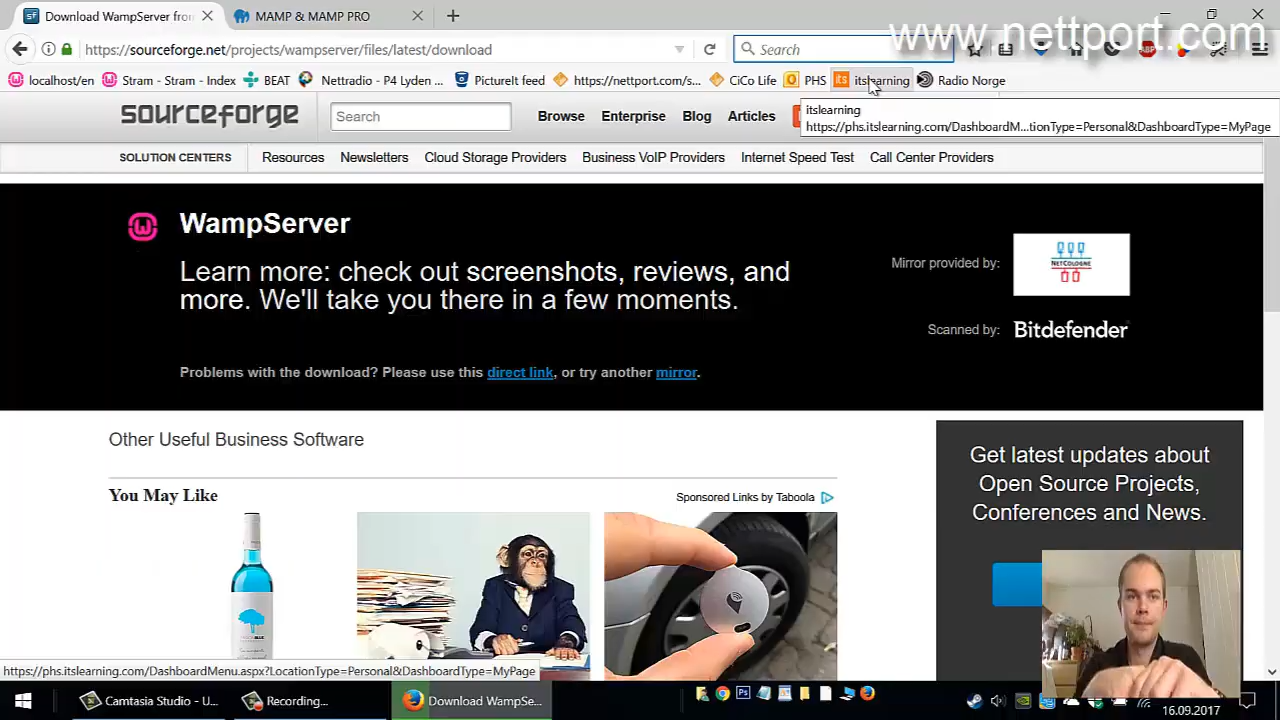 Download WampServer fron
MAMP & MAMP PRO
www.nettport.com
https://sourceforge.net/projects/wampserver/files/latest/download
Search
localhost/en
Stram - Stram - Index
BEAT
Nettradio - P4 Lyden ...
PictureIt feed
https://nettport.com/s...
CiCo Life
PHS
its
itslearning
Radio Norge
itslearning
https://phs.itslearning.com/DashboardM...tionType=Personal&DashboardType=MyPage
sourceforge
Search
Browse
Enterprise
Blog
Articles
SOLUTION CENTERS
Resources
Newsletters
Cloud Storage Providers
Business VoIP Providers
Internet Speed Test
Call Center Providers
WampServer
Learn more: check out screenshots, reviews, and
more. We'll take you there in a few moments.
Mirror provided by:
NETCOLOGNE
Scanned by:
Bitdefender
Problems with the download? Please use this direct link, or try another mirror.
Other Useful Business Software
You May Like
Sponsored Links by Taboola
Get latest updates about
Open Source Projects,
Conferences and News.
https://phs.itslearning.com/DashboardMenu.aspx?LocationType=Personal&DashboardType=MyPage
Camtasia Studio - U...
Recording...
Download WampSe...
16.09.2017